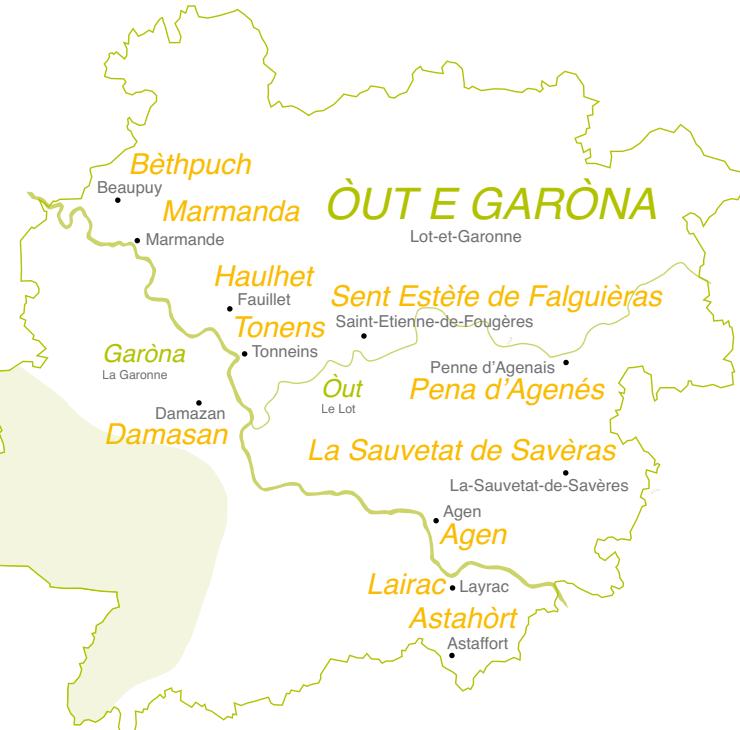 Bèthpuch
Beaupuy
Marmanda
Marmande
ÒUT E GARÒNA
Lot-et-Garonne
Haulhet
Fauillet
Sent Estèfe de Falguièras
Saint-Etienne-de-Fougères
Tonens
Tonneins
Garòna
La Garonne
Penne d'Agenais
Pena d'Agenés
Òut
Le Lot
Damazan
Damasan
La Sauvetat de Savèras
La-Sauvetat-de-Savères
Agen
Agen
Lairac
Layrac
Astahòrt
Astaffort